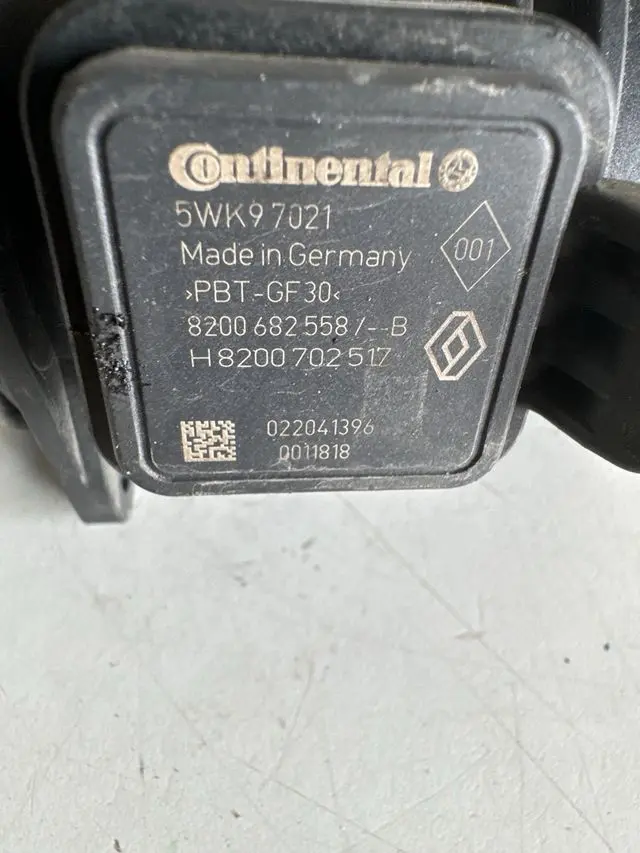 Continental
5WK9 7021
001
Made in Germany
>PBT-GF30<
8200 682 558 /--B
H 8200 702 517
022041396
0011818